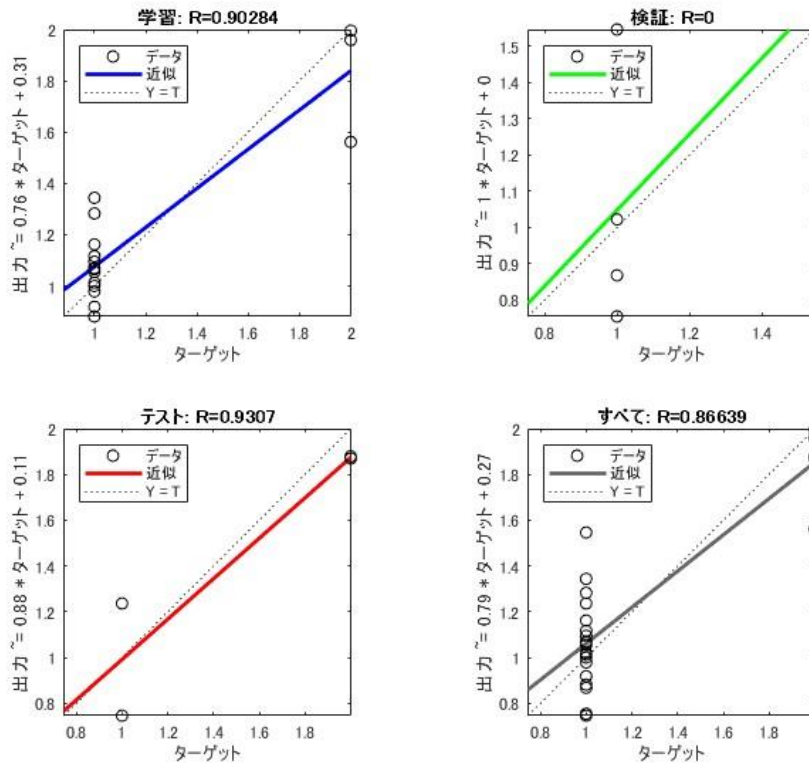 学習: R=0.90284
出力 ~= 0.76 * ターゲット + 0.31
データ
近似
Y = T
2
1.8
1.6
1.4
1.2
1
1 1.2 1.4 1.6 1.8 2
ターゲット
検証: R=0
出力 ~= 1 * ターゲット + 0
データ
近似
Y = T
1.5
1.4
1.3
1.2
1.1
1
0.9
0.8
0.8 1 1.2 1.4
ターゲット
テスト: R=0.9307
出力 ~= 0.88 * ターゲット + 0.11
データ
近似
Y = T
2
1.8
1.6
1.4
1.2
1
0.8
0.8 1 1.2 1.4 1.6 1.8
ターゲット
すべて: R=0.86639
出力 ~= 0.79 * ターゲット + 0.27
データ
近似
Y = T
2
1.8
1.6
1.4
1.2
1
0.8
0.8 1 1.2 1.4 1.6 1.8
ターゲット